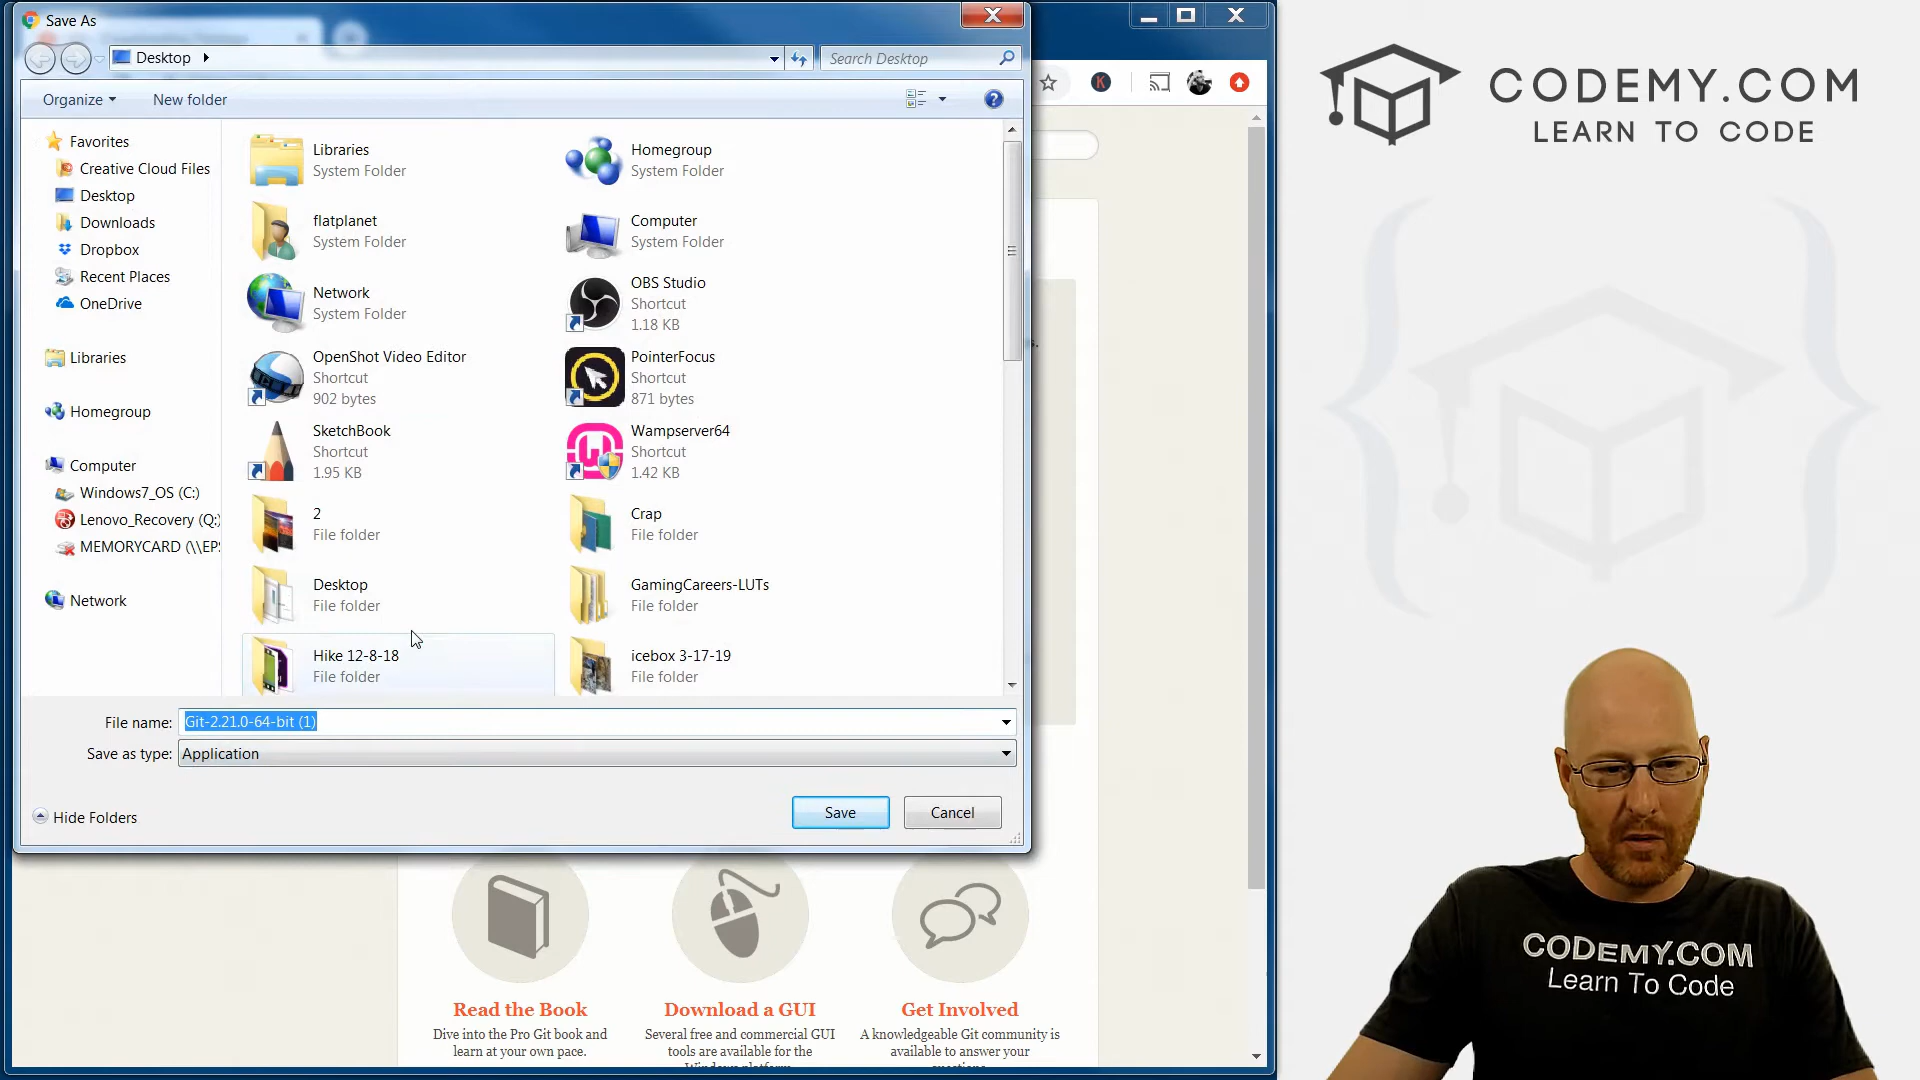 Save As
Desktop
Search Desktop
Organize
New folder
Favorites
Creative Cloud Files
Desktop
Downloads
Dropbox
Recent Places
OneDrive
Libraries
Homegroup
Computer
Windows7_OS (C:)
Lenovo_Recovery (Q:)
MEMORYCARD (\\EPS
Network
Libraries
System Folder
Homegroup
System Folder
flatplanet
System Folder
Computer
System Folder
Network
System Folder
OBS Studio
Shortcut
1.18 KB
OpenShot Video Editor
Shortcut
902 bytes
PointerFocus
Shortcut
871 bytes
SketchBook
Shortcut
1.95 KB
Wampserver64
Shortcut
1.42 KB
2
File folder
Crap
File folder
Desktop
File folder
GamingCareers-LUTs
File folder
Hike 12-8-18
File folder
icebox 3-17-19
File folder
File name:
Git-2.21.0-64-bit (1)
Save as type:
Application
Hide Folders
Save
Cancel
K
s.
Read the Book
Dive into the Pro Git book and
learn at your own pace.
Download a GUI
Several free and commercial GUI
tools are available for the
Windows platform.
Get Involved
A knowledgeable Git community is
available to answer your
questions.
CODEMY.COM
LEARN TO CODE
CODEMY.COM
Learn To Code